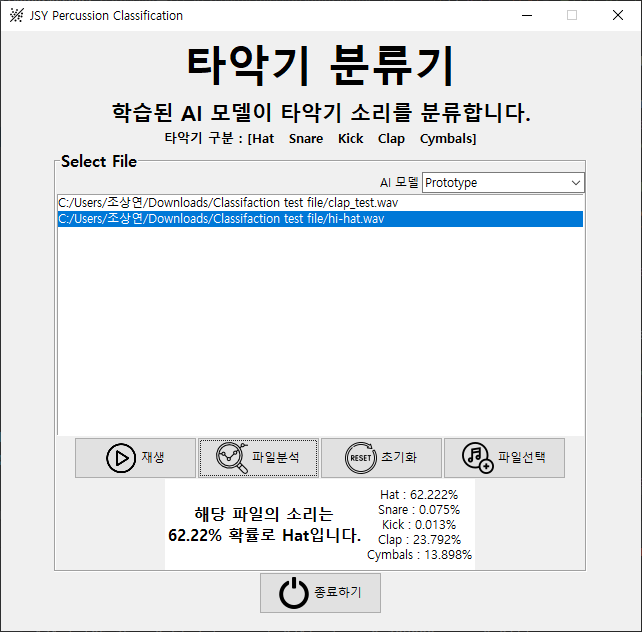 JSY Percussion Classification
타악기 분류기
학습된 AI 모델이 타악기 소리를 분류합니다.
타악기 구분 : [Hat Snare Kick Clap Cymbals]
Select File
AI 모델 Prototype
C:/Users/조상연/Downloads/Classifaction test file/clap_test.wav
C:/Users/조상연/Downloads/Classifaction test file/hi-hat.wav
재생 파일분석 RESET 초기화 파일선택
해당 파일의 소리는
62.22% 확률로 Hat입니다.
Hat : 62.222%
Snare : 0.075%
Kick : 0.013%
Clap : 23.792%
Cymbals : 13.898%
종료하기